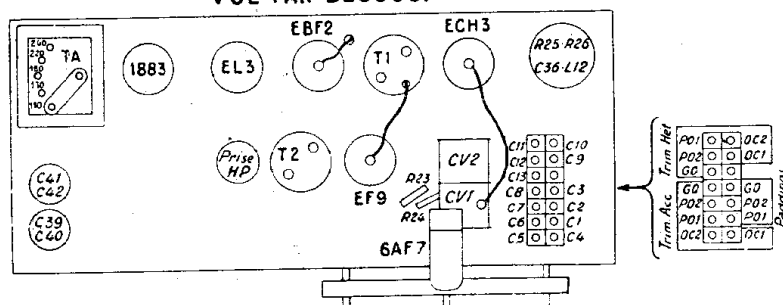 VUE PAR DESSUS.
EBF2
T1
ECH3
TA
240
220
110
1883
EL3
R25-R26
C36-L12
T2
Prise
HP
EF9
R23
R24
CV2
CV1
6AF7
C41
C42
C39
C40
C11 C10
C12 C9
C13
C8 C3
C7 C2
C6 C1
C5 C4
Trim Het
PO1 OC2
PO2 OC1
GO
Trim. Acc
GO GO
PO2 PO2
PO1 PO1
OC2 OC1
Padding